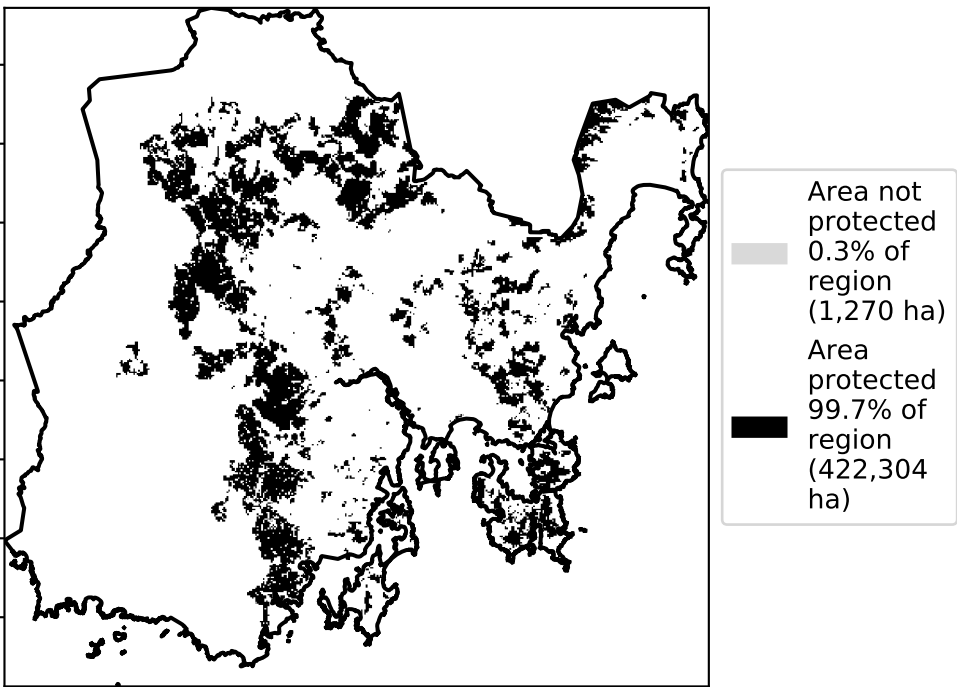 Area not
protected
0.3% of
region
(1,270 ha)
Area
protected
99.7% of
region
(422,304
ha)